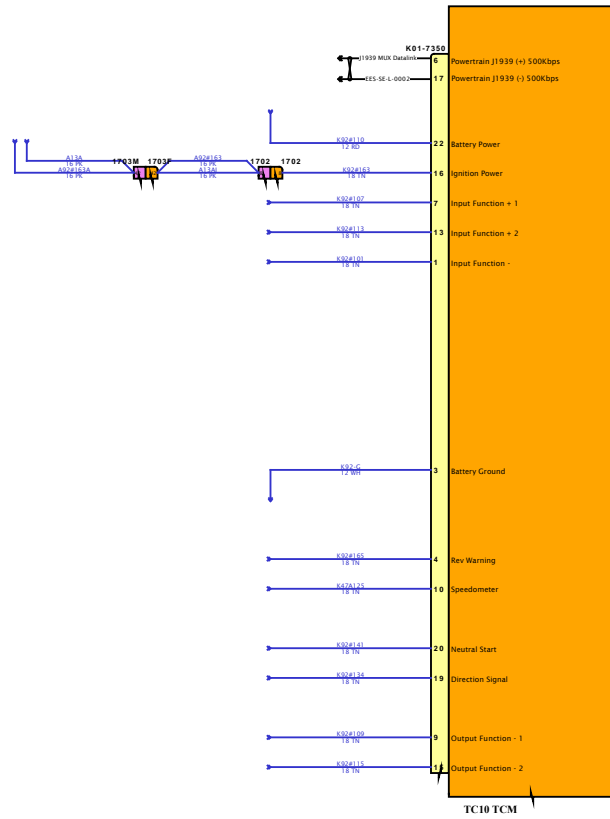 K01-7350
J1939 MUX Datalink
6 Powertrain J1939 (+) 500Kbps
EES-SE-L-0002
17 Powertrain J1939 (-) 500Kbps
K92#110
12 RD
22 Battery Power
A13A
16 PK
A92#163A
16 PK
1703M 1703F
A92#163
16 PK
A13AJ
16 PK
1702 1702
K92#163
18 TN
16 Ignition Power
K92#107
18 TN
7 Input Function + 1
K92#113
18 TN
13 Input Function + 2
K92#101
18 TN
1 Input Function -
K92-G
12 WH
3 Battery Ground
K92#165
18 TN
4 Rev Warning
K47A125
18 TN
10 Speedometer
K92#141
18 TN
20 Neutral Start
K92#134
18 TN
19 Direction Signal
K92#109
18 TN
9 Output Function - 1
K92#115
18 TN
Output Function - 2
TC10 TCM